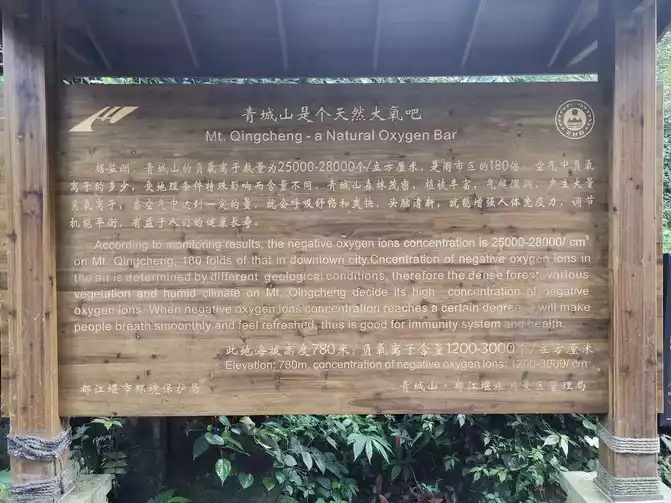 青城山是个天然大氧吧
Mt. Qingcheng - a Natural Oxygen Bar
据监测，青城山的负氧离子数量为25000-28000个/立方厘米，是闹市区的180倍。空气中负氧
离子的多少，受地理条件特殊影响而含量不同，青城山森林茂密，植被丰富，气候湿润，产生大量
负氧离子，当空气中达到一定的量，就会呼吸舒畅和爽快，头脑清新，就能增强人体免疫力，调节
机能平衡，有益于人们的健康长寿。
According to monitoring results, the negative oxygen ions concentration is 25000-28000/ cm³
on Mt. Qingcheng, 180 folds of that in downtown city.Cncentration of negative oxygen ions in
the air is determined by different geological conditions, therefore the dense forest, various
vegetation and humid climate on Mt. Qingcheng decide its high concentration of negative
oxygen ions. When negative oxygen ions concentration reaches a certain degree, it will make
people breath smoonthly and feel refreshed, thus is good for immunity system and health.
此地海拔高度780米；负氧离子含量1200-3000个/立方厘米
Elevation: 780m, concentration of negative oxygen ions: 1200-3000/cm³
都江堰市环境保护局
青城山·都江堰旅游景区管理局